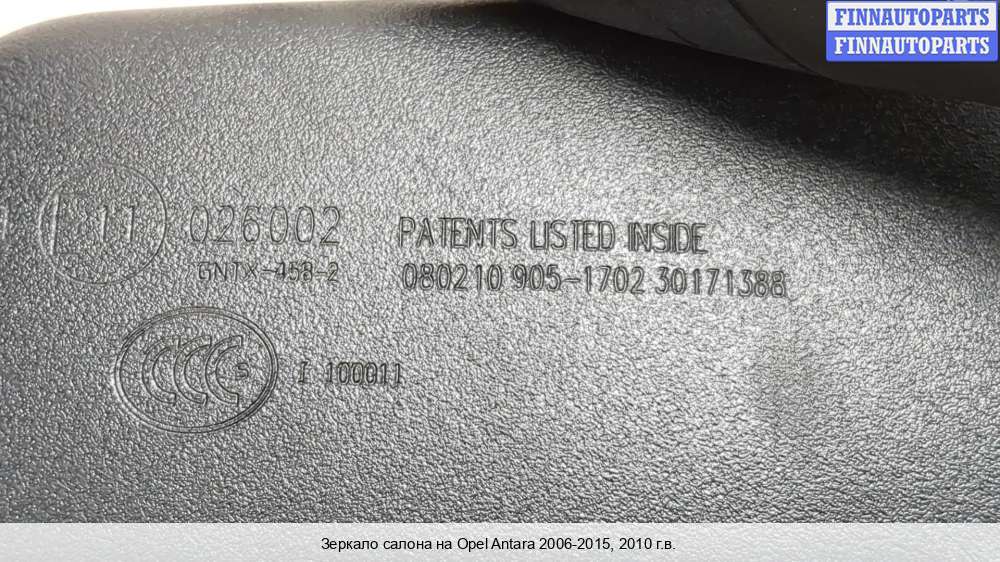 FINNAUTOPARTS
FINNAUTOPARTS
E11 026002 PATENTS LISTED INSIDE
GNTX-458-2 080210 905-1702 30171388
CCC S I 100011
Зеркало салона на Opel Antara 2006-2015, 2010 г.в.